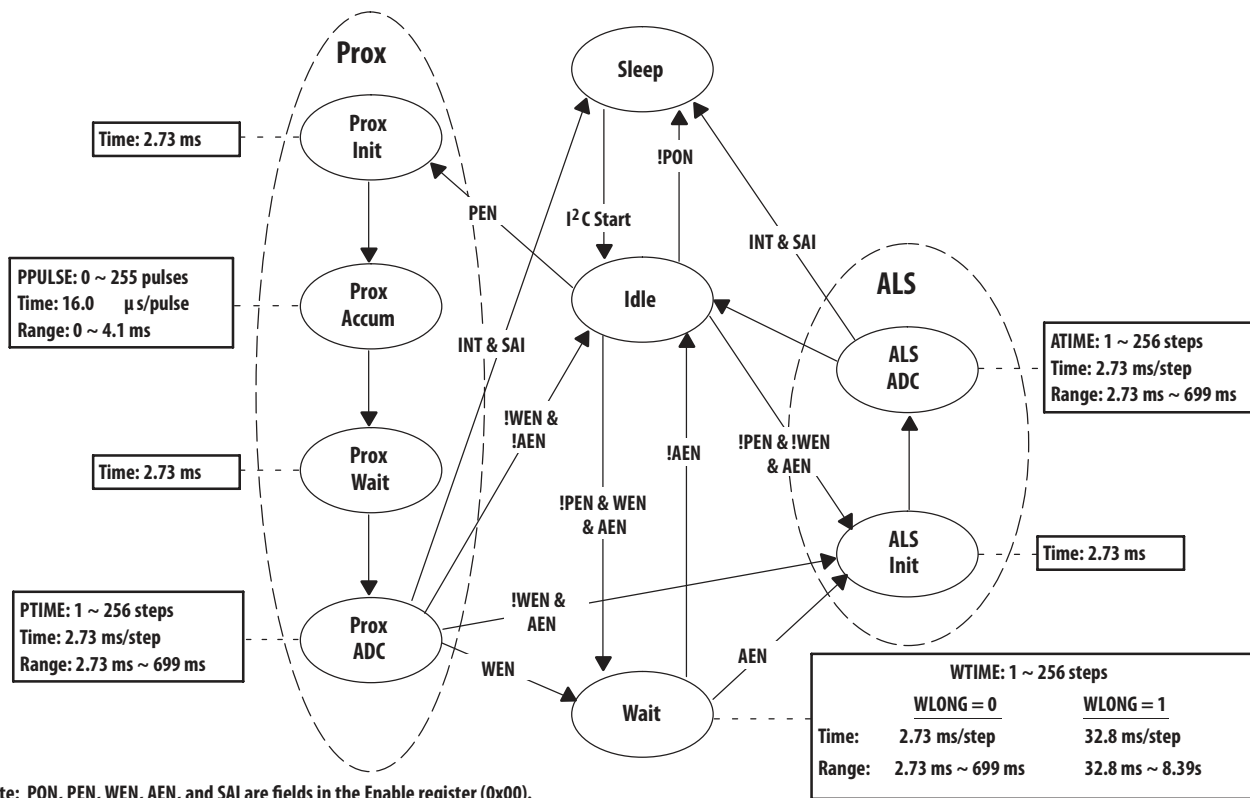 Prox
Sleep
Prox
Init
Time: 2.73 ms
!PON
PEN
I²C Start
INT & SAI
PPULSE: 0 ~ 255 pulses
Time: 16.0 µs/pulse
Range: 0 ~ 4.1 ms
Prox
Accum
Idle
ALS
INT & SAI
ALS
ADC
ATIME: 1 ~ 256 steps
Time: 2.73 ms/step
Range: 2.73 ms ~ 699 ms
!WEN &
!AEN
!AEN
!PEN & !WEN
& AEN
Time: 2.73 ms
Prox
Wait
!PEN & WEN
& AEN
ALS
Init
Time: 2.73 ms
PTIME: 1 ~ 256 steps
Time: 2.73 ms/step
Range: 2.73 ms ~ 699 ms
Prox
ADC
!WEN &
AEN
WEN
AEN
Wait
WTIME: 1 ~ 256 steps
WLONG = 0 WLONG = 1
Time: 2.73 ms/step 32.8 ms/step
Range: 2.73 ms ~ 699 ms 32.8 ms ~ 8.39s
te: PON, PEN, WEN, AEN, and SAI are fields in the Enable register (0x00).